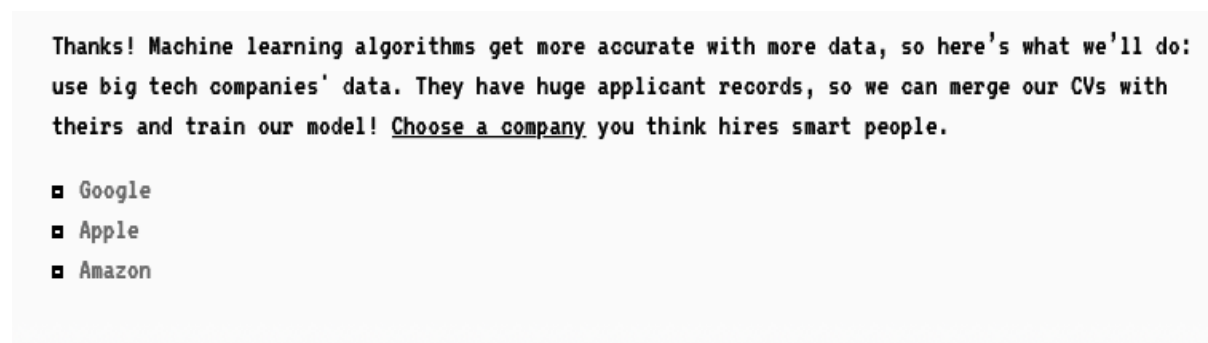 Thanks! Machine learning algorithms get more accurate with more data, so here's what we'll do:
use big tech companies' data. They have huge applicant records, so we can merge our CVs with
theirs and train our model! Choose a company you think hires smart people.
Google
Apple
Amazon